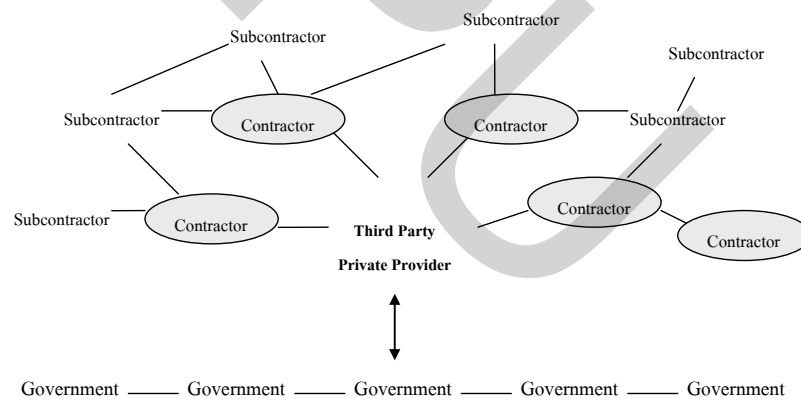 Subcontractor
Subcontractor
Subcontractor
Subcontractor
Contractor
Contractor
Subcontractor
Contractor
Subcontractor
Contractor
Third Party
Contractor
Private Provider
Government Government Government Government Government